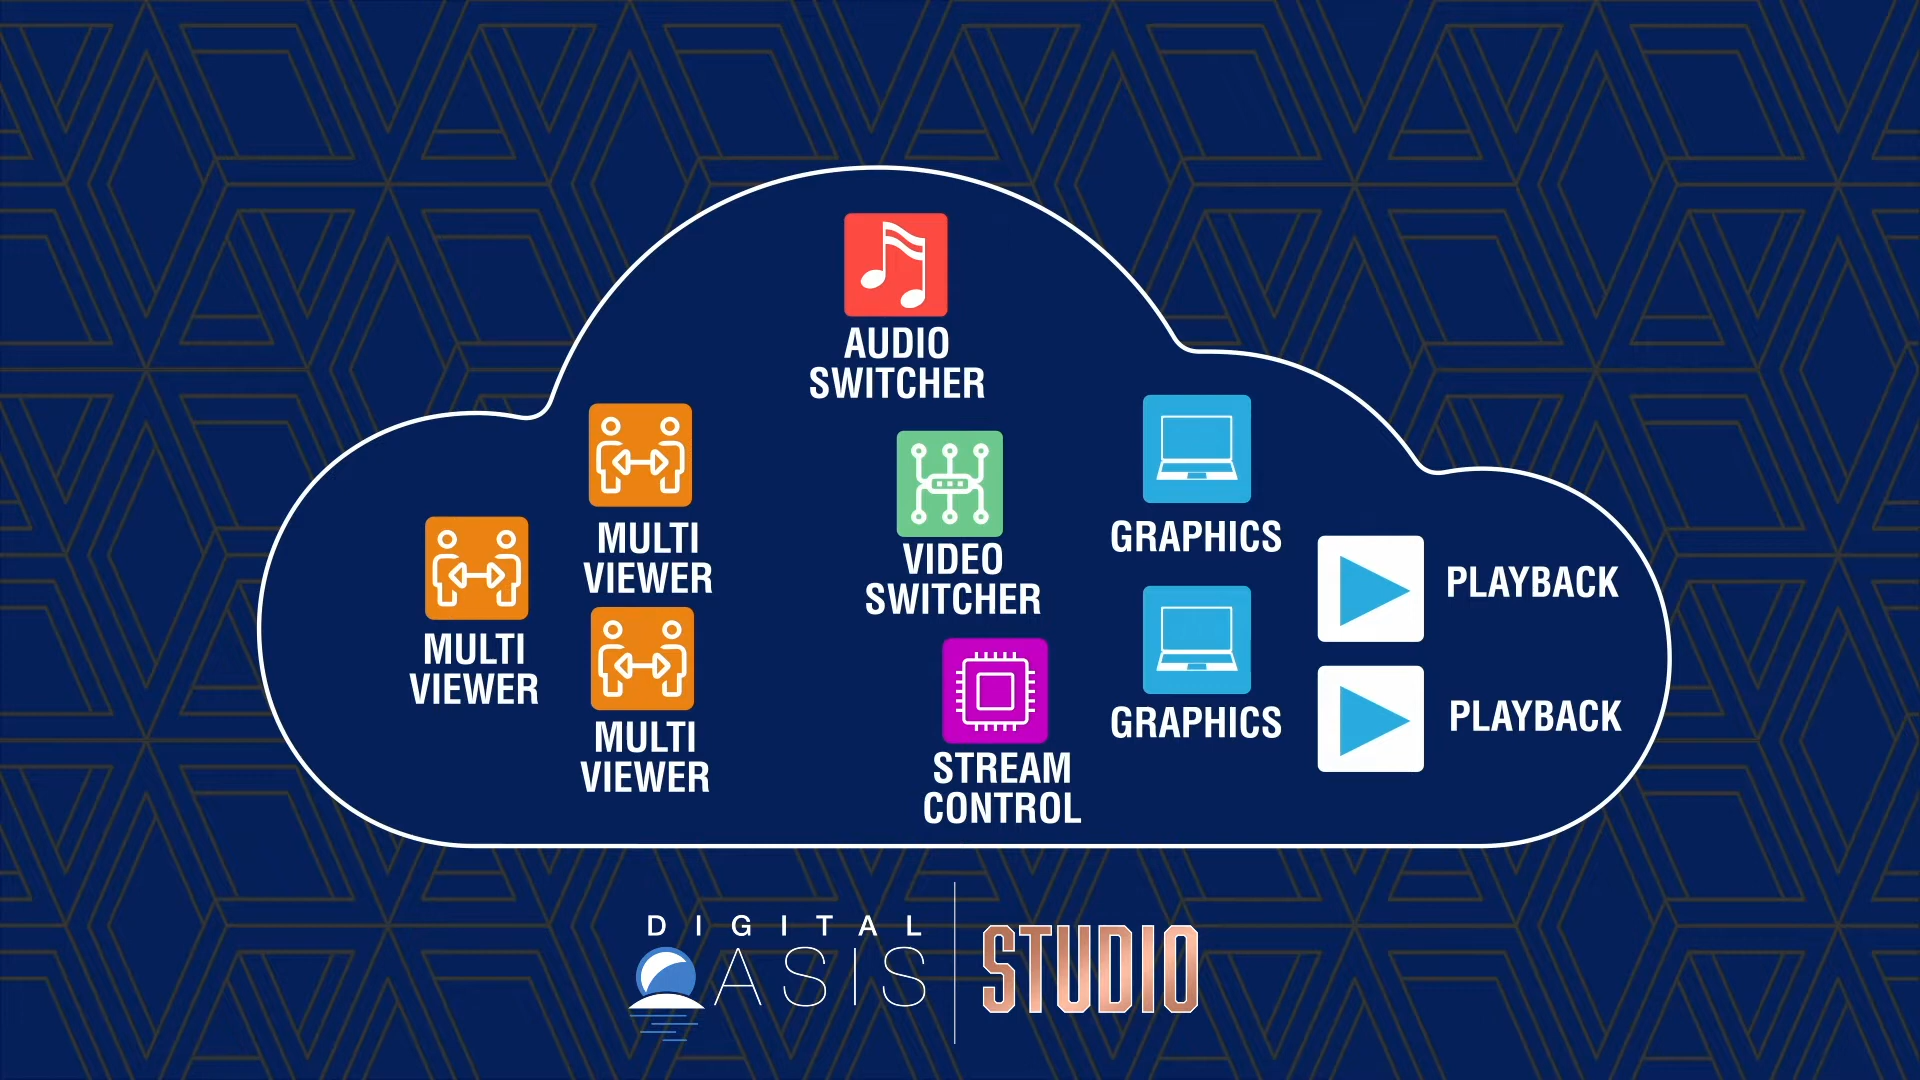 AUDIO
SWITCHER
MULTI
VIEWER
MULTI
VIEWER
MULTI
VIEWER
VIDEO
SWITCHER
STREAM
CONTROL
GRAPHICS
GRAPHICS
PLAYBACK
PLAYBACK
DIGITAL
OASIS
STUDIO